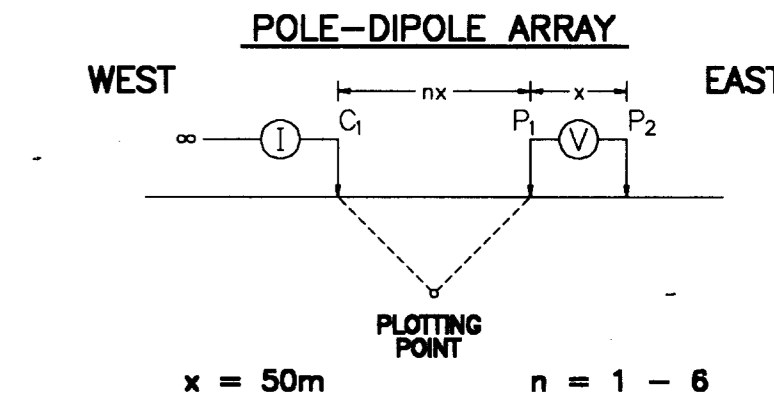 POLE-DIPOLE ARRAY
WEST
EAST
nx
x
∞
I
C₁
P₁
V
P₂
PLOTTING
POINT
x = 50m
n = 1 - 6